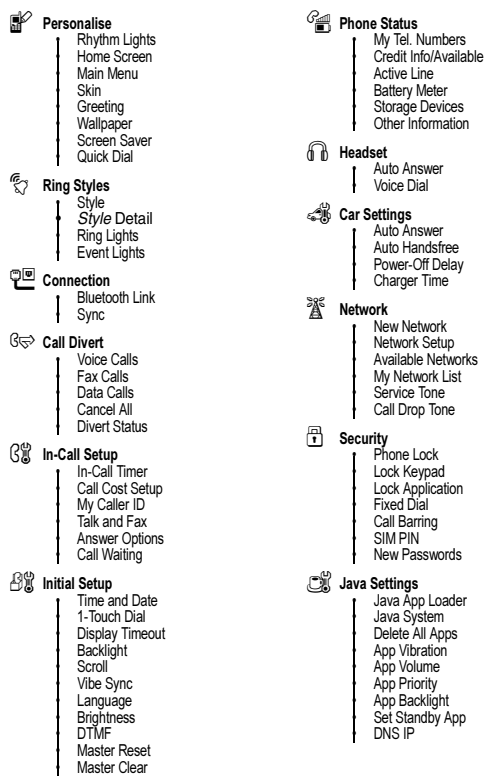 Personalise
Rhythm Lights
Home Screen
Main Menu
Skin
Greeting
Wallpaper
Screen Saver
Quick Dial
Ring Styles
Style
Style Detail
Ring Lights
Event Lights
Connection
Bluetooth Link
Sync
Call Divert
Voice Calls
Fax Calls
Data Calls
Cancel All
Divert Status
In-Call Setup
In-Call Timer
Call Cost Setup
My Caller ID
Talk and Fax
Answer Options
Call Waiting
Initial Setup
Time and Date
1-Touch Dial
Display Timeout
Backlight
Scroll
Vibe Sync
Language
Brightness
DTMF
Master Reset
Master Clear
Phone Status
My Tel. Numbers
Credit Info/Available
Active Line
Battery Meter
Storage Devices
Other Information
Headset
Auto Answer
Voice Dial
Car Settings
Auto Answer
Auto Handsfree
Power-Off Delay
Charger Time
Network
New Network
Network Setup
Available Networks
My Network List
Service Tone
Call Drop Tone
Security
Phone Lock
Lock Keypad
Lock Application
Fixed Dial
Call Barring
SIM PIN
New Passwords
Java Settings
Java App Loader
Java System
Delete All Apps
App Vibration
App Volume
App Priority
App Backlight
Set Standby App
DNS IP